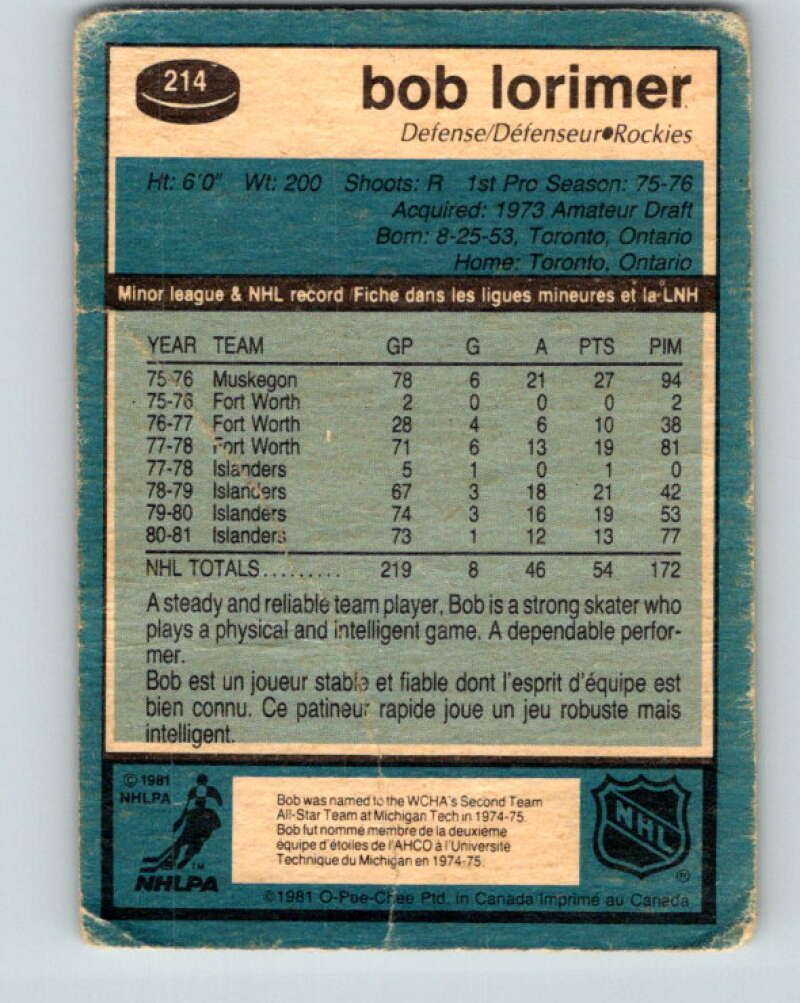 214
bob lorimer
Defense/Défenseur•Rockies
Ht: 6'0" Wt: 200 Shoots: R 1st Pro Season: 75-76
Acquired: 1973 Amateur Draft
Born: 8-25-53, Toronto, Ontario
Home: Toronto, Ontario
Minor league & NHL record/Fiche dans les ligues mineures et la LNH
YEAR TEAM GP G A PTS PIM
75-76 Muskegon 78 6 21 27 94
75-76 Fort Worth 2 0 0 0 2
76-77 Fort Worth 28 4 6 10 38
77-78 Fort Worth 71 6 13 19 81
77-78 Islanders 5 1 0 1 0
78-79 Islanders 67 3 18 21 42
79-80 Islanders 74 3 16 19 53
80-81 Islanders 73 1 12 13 77
NHL TOTALS......... 219 8 46 54 172
A steady and reliable team player, Bob is a strong skater who
plays a physical and intelligent game. A dependable perfor-
mer.
Bob est un joueur stable et fiable dont l'esprit d'équipe est
bien connu. Ce patineur rapide joue un jeu robuste mais
intelligent.
© 1981
NHLPA
Bob was named to the WCHA's Second Team
All-Star Team at Michigan Tech in 1974-75.
Bob fut nommé membre de la deuxième
équipe d'étoiles de l'AHCO à l'Université
Technique du Michigan en 1974-75.
TM
NHLPA
NHL
®
©1981 O-Pee-Chee Ptd. in Canada Imprimé au Canada